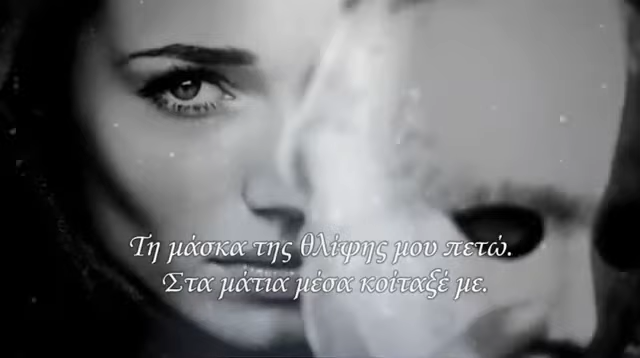 Τη μάσκα της θλίψης μου πετώ.
Στα μάτια μέσα κοίταξέ με.